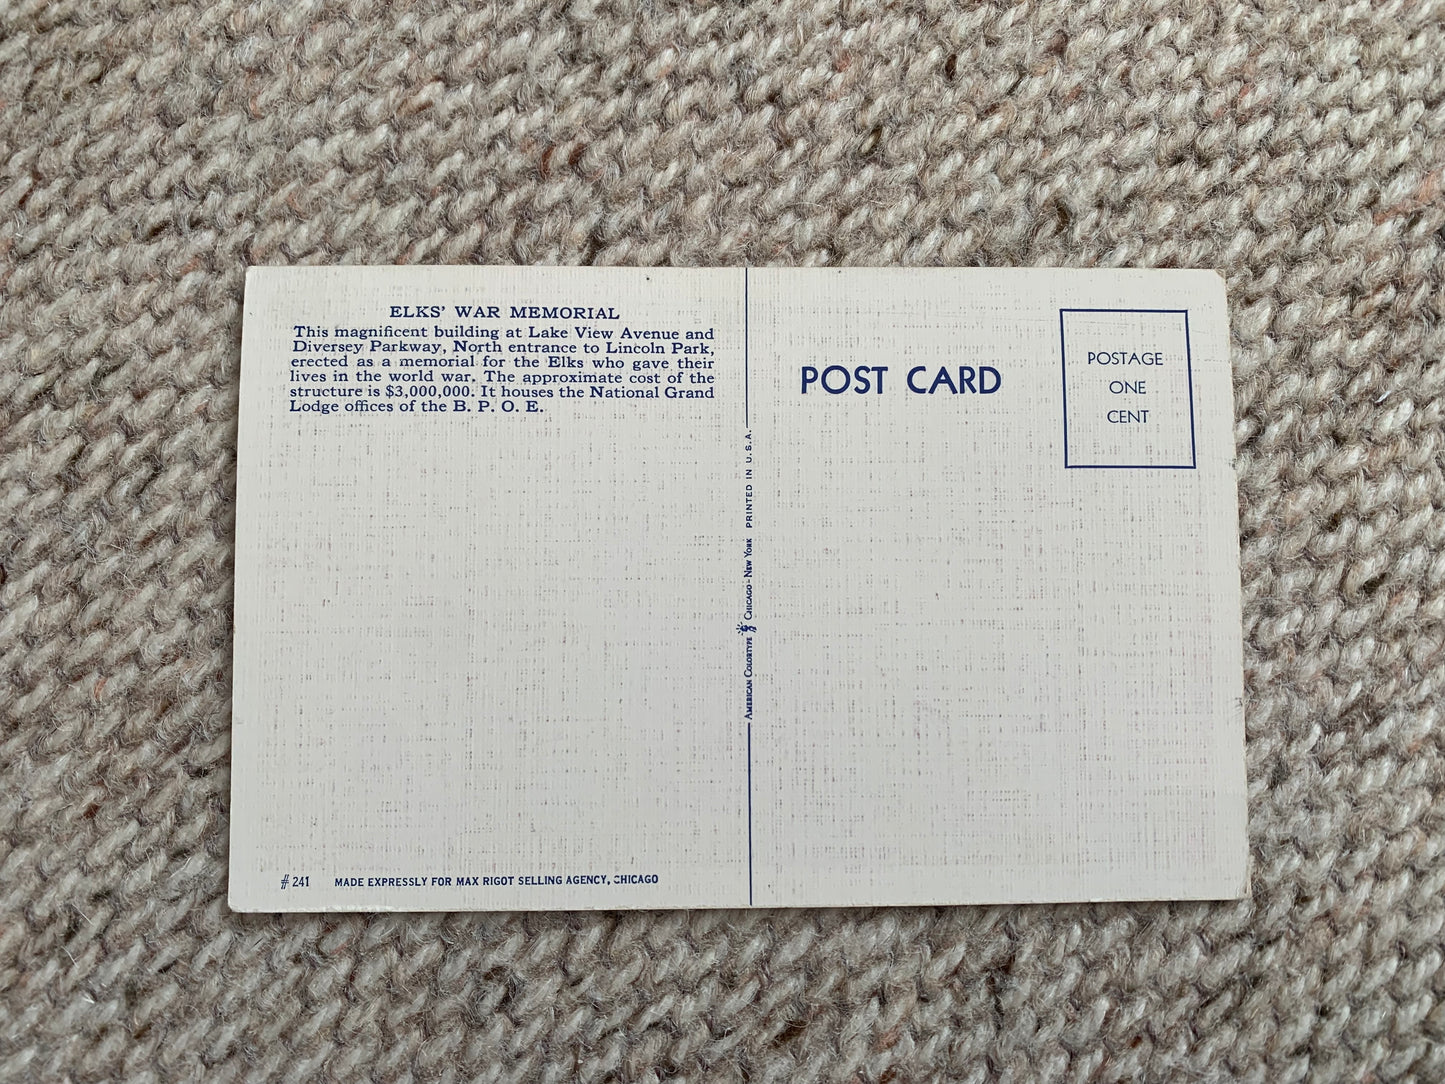 ELKS' WAR MEMORIAL
This magnificent building at Lake View Avenue and
Diversey Parkway, North entrance to Lincoln Park,
erected as a memorial for the Elks who gave their
lives in the world war. The approximate cost of the
structure is $3,000,000. It houses the National Grand
Lodge offices of the B. P. O. E.
# 241 MADE EXPRESSLY FOR MAX RIGOT SELLING AGENCY, CHICAGO
AMERICAN COLORTYPE CHICAGO - NEW YORK PRINTED IN U.S.A.
POST CARD
POSTAGE
ONE
CENT